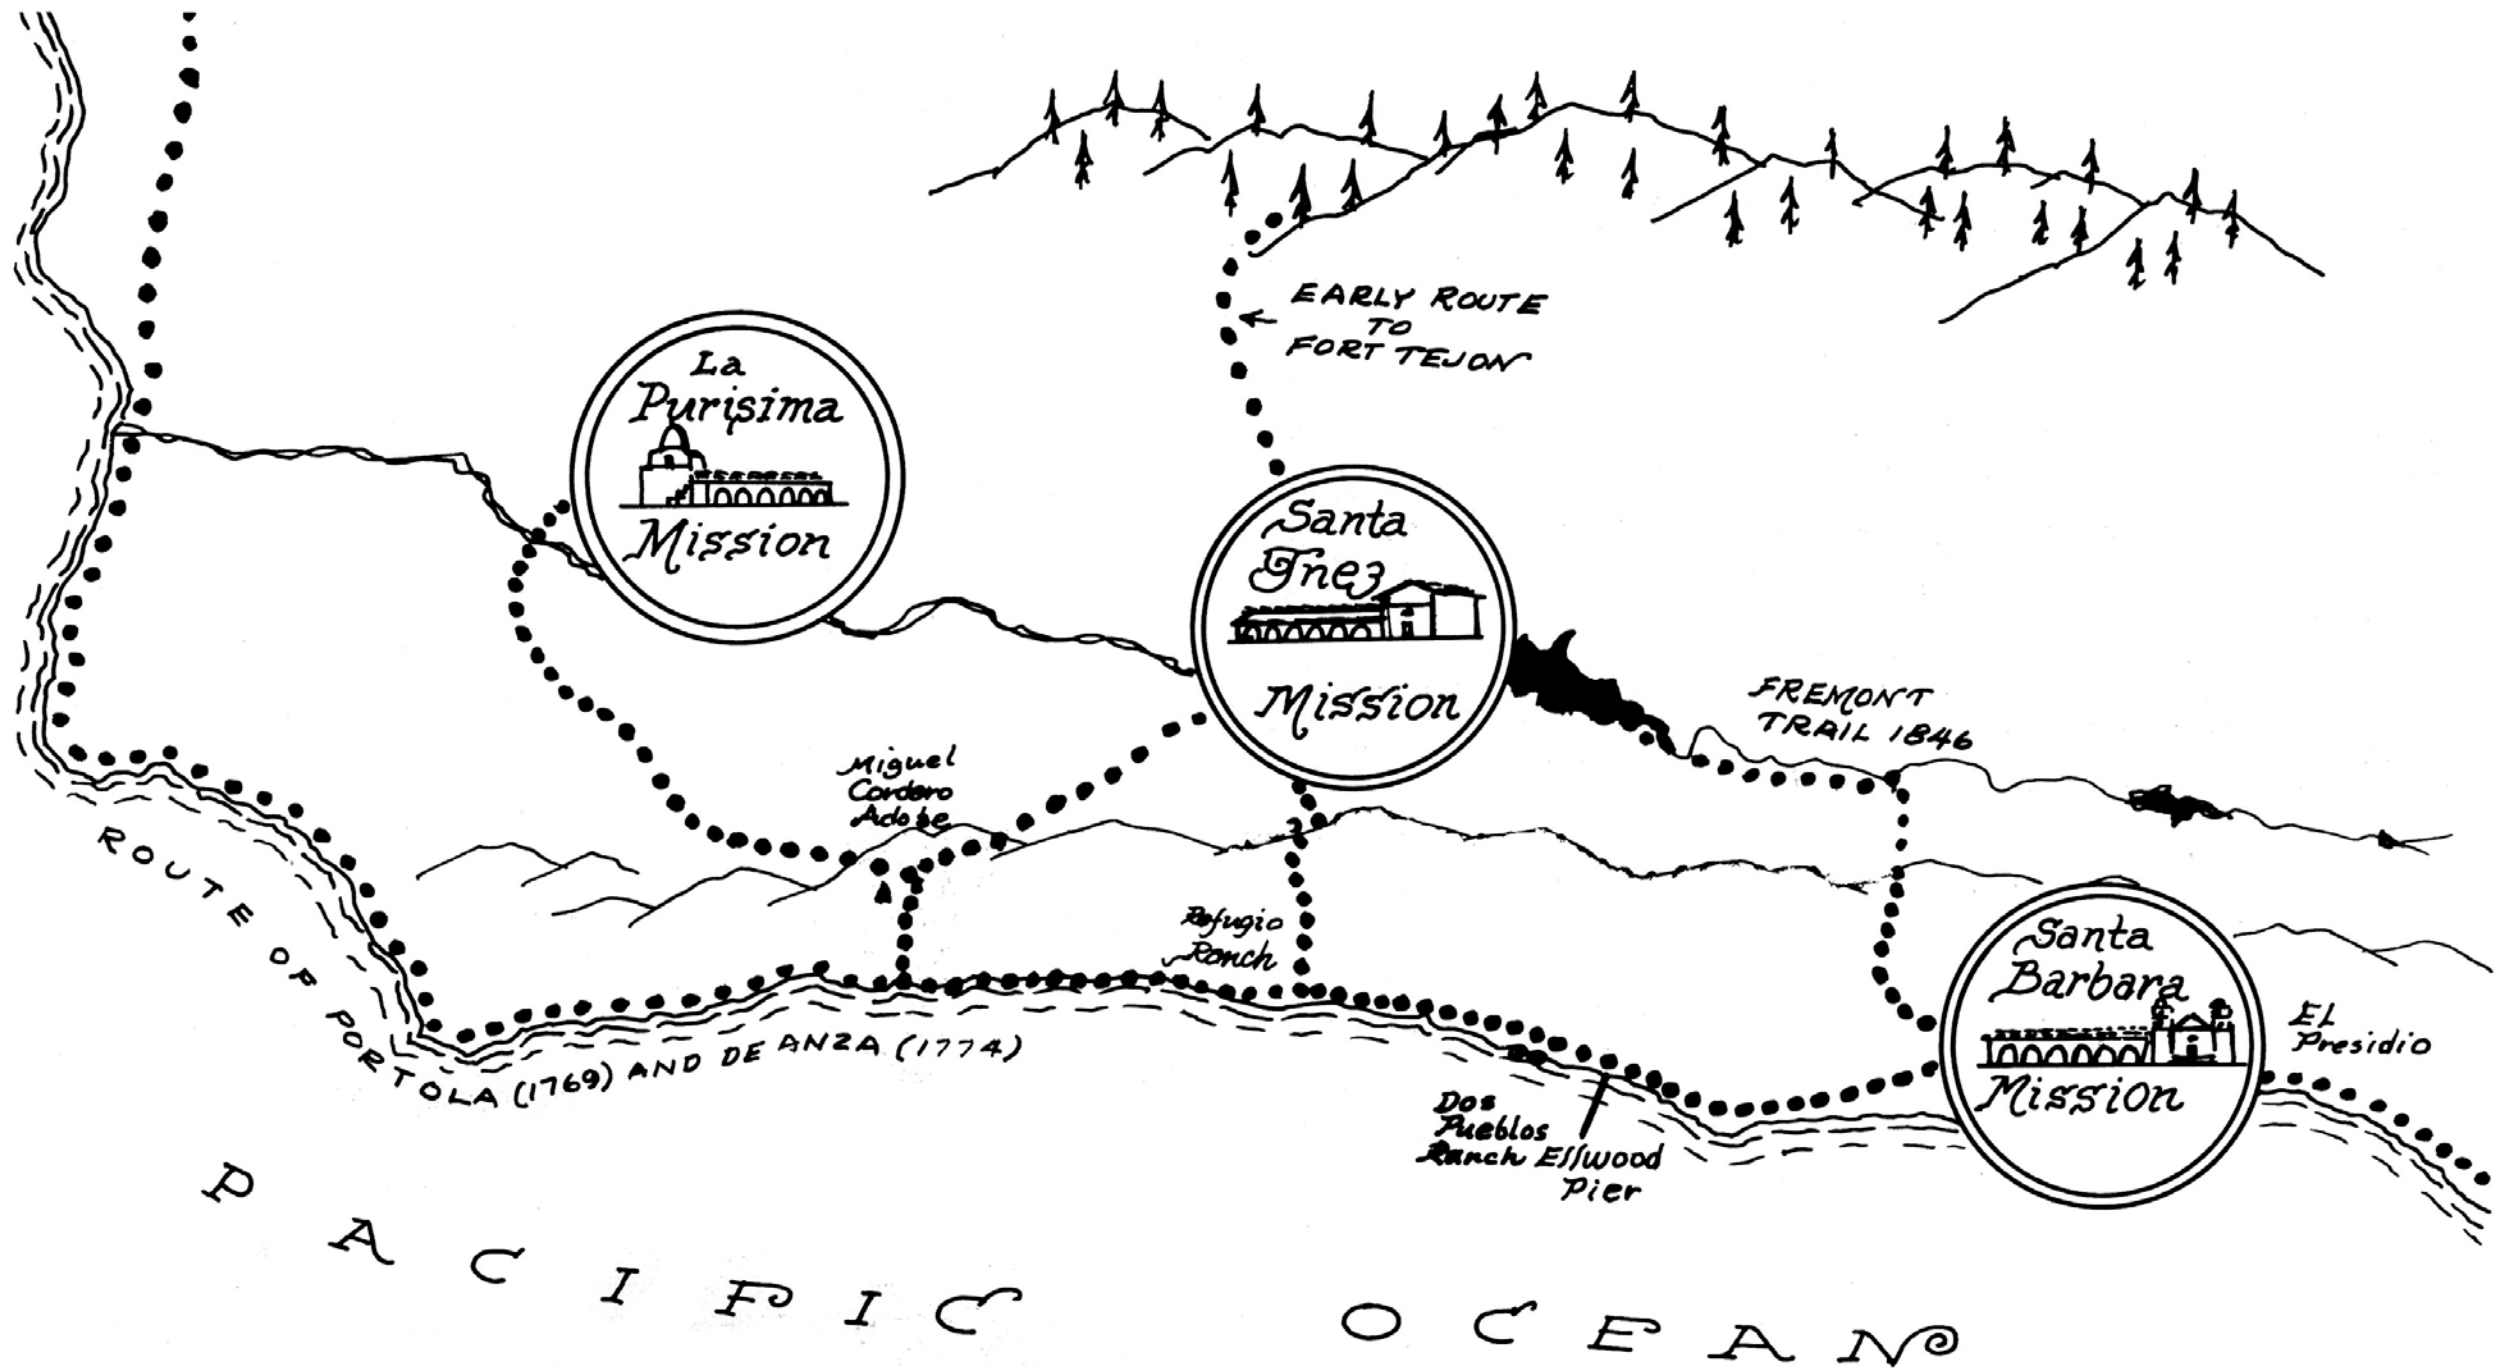 EARLY ROUTE
TO
FORT TEJON
La
Purisima
Mission
Santa
Ynez
Mission
FREMONT
TRAIL 1846
Miguel
Cordero
Adobe
Refugio
Ranch
Santa
Barbara
Mission
EL
Presidio
ROUTE OF PORTOLA (1769) AND DE ANZA (1774)
Dos
Pueblos
Ranch Ellwood
Pier
PACIFIC OCEAN